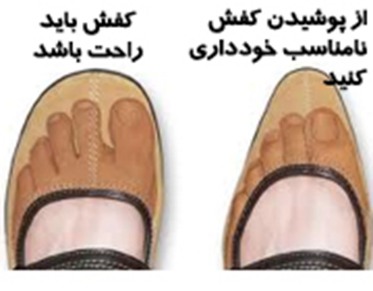 از پوشیدن کفش
نامناسب خودداری
کنید
کفش باید
راحت باشد